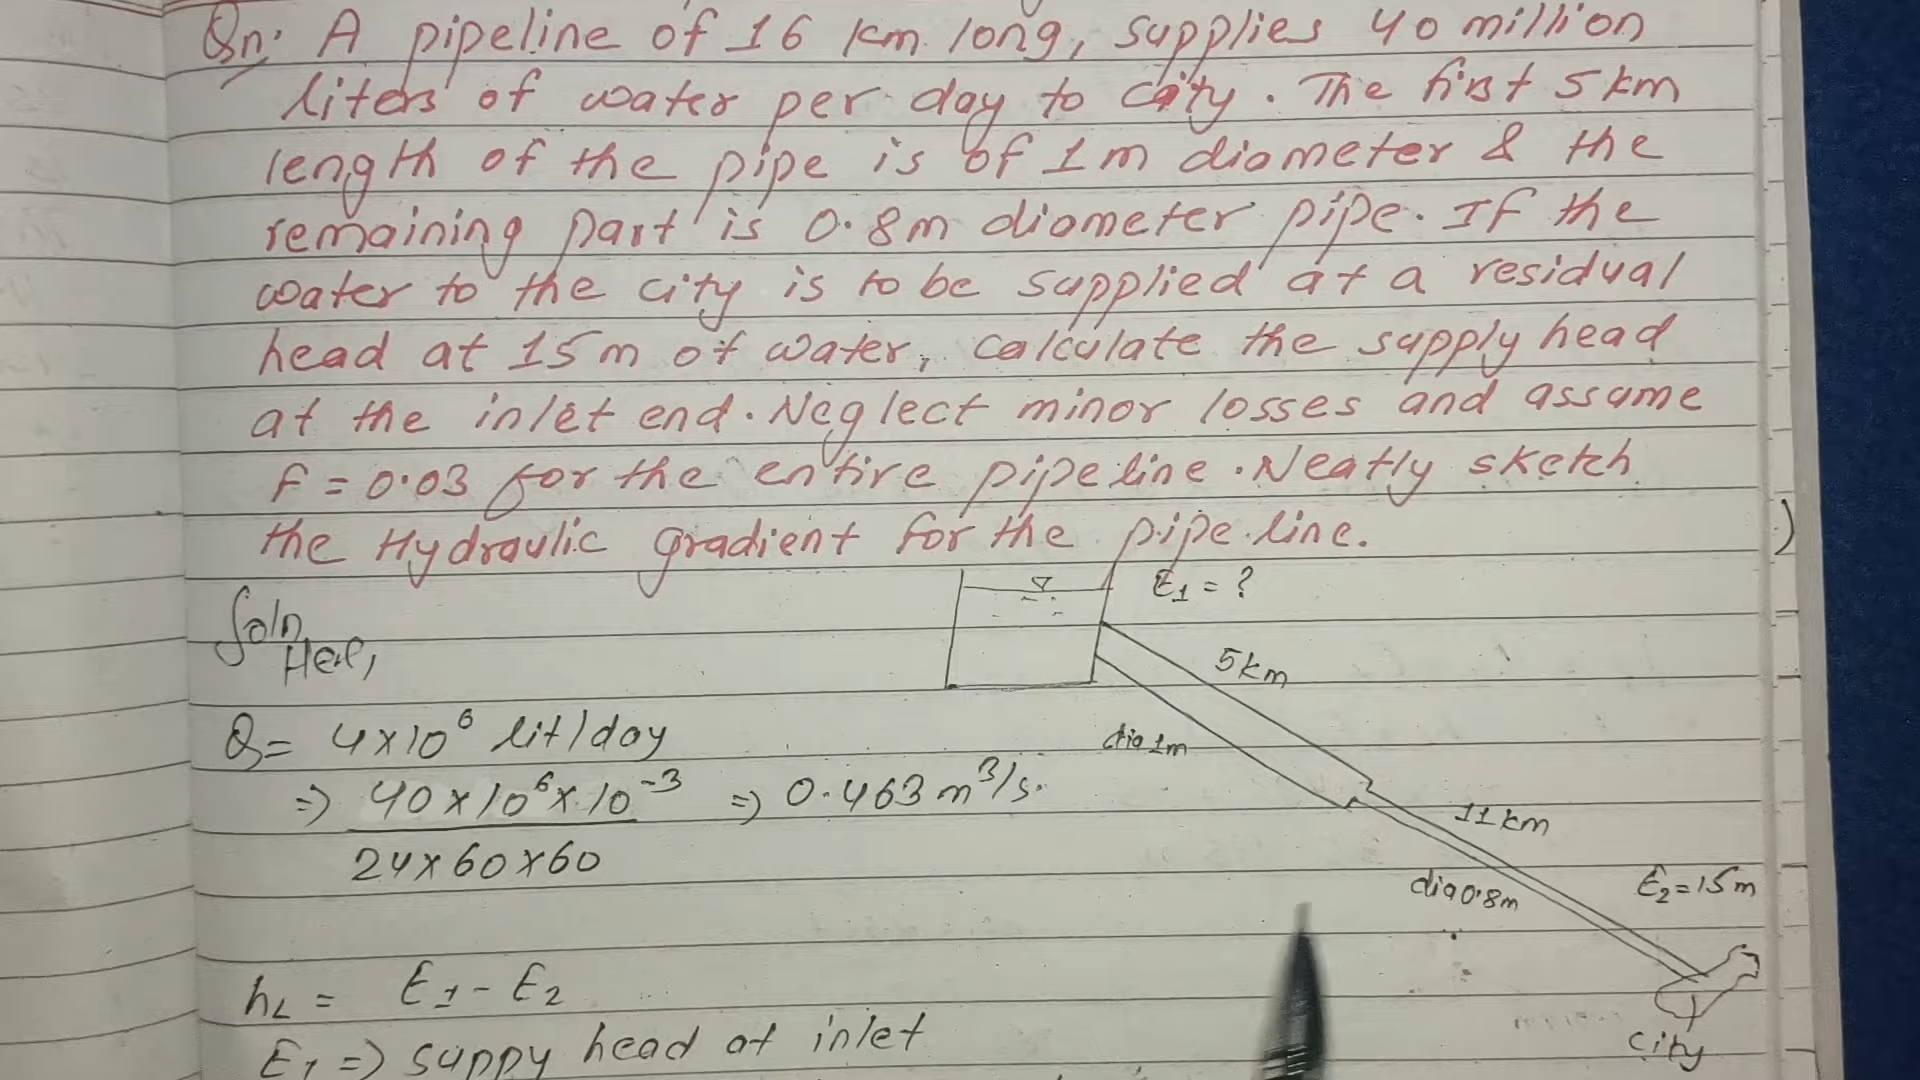 Qn: A pipeline of 16 km long, supplies 40 million
liters of water per day to city. The first 5 km
length of the pipe is of 1m diameter & the
remaining part is 0.8m diameter pipe. If the
water to the city is to be supplied at a residual
head at 15m of water, calculate the supply head
at the inlet end. Neglect minor losses and assume
f = 0.03 for the entire pipeline. Neatly sketch
the Hydraulic gradient for the pipe line.
E1 = ?
Soln
Here,
5km
Q = 4×10^6 lit/day
dia 1m
=> 40×10^6×10^-3 => 0.463 m^3/s.
24×60×60
11km
dia 0.8m
E2=15m
hL = E1 - E2
city
E1 => suppy head at inlet